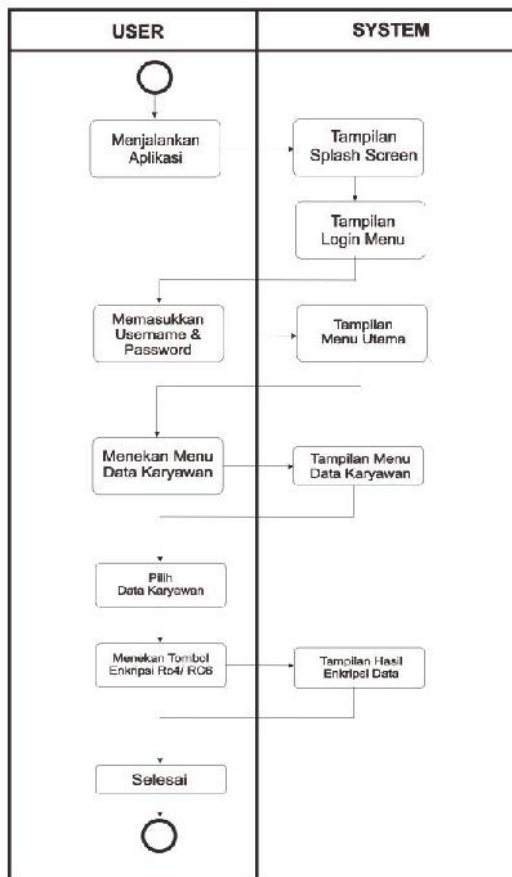 USER
SYSTEM
Menjalankan
Aplikasi
Tampilan
Splash Screen
Tampilan
Login Menu
Memasukkan
Username &
Password
Tampilan
Menu Utama
Menekan Menu
Data Karyawan
Tampilan Menu
Data Karyawan
Pilih
Data Karyawan
Menekan Tombol
Enkripsi Rc4/ RC6
Tampilan Hasil
Enkripsi Data
Selesai